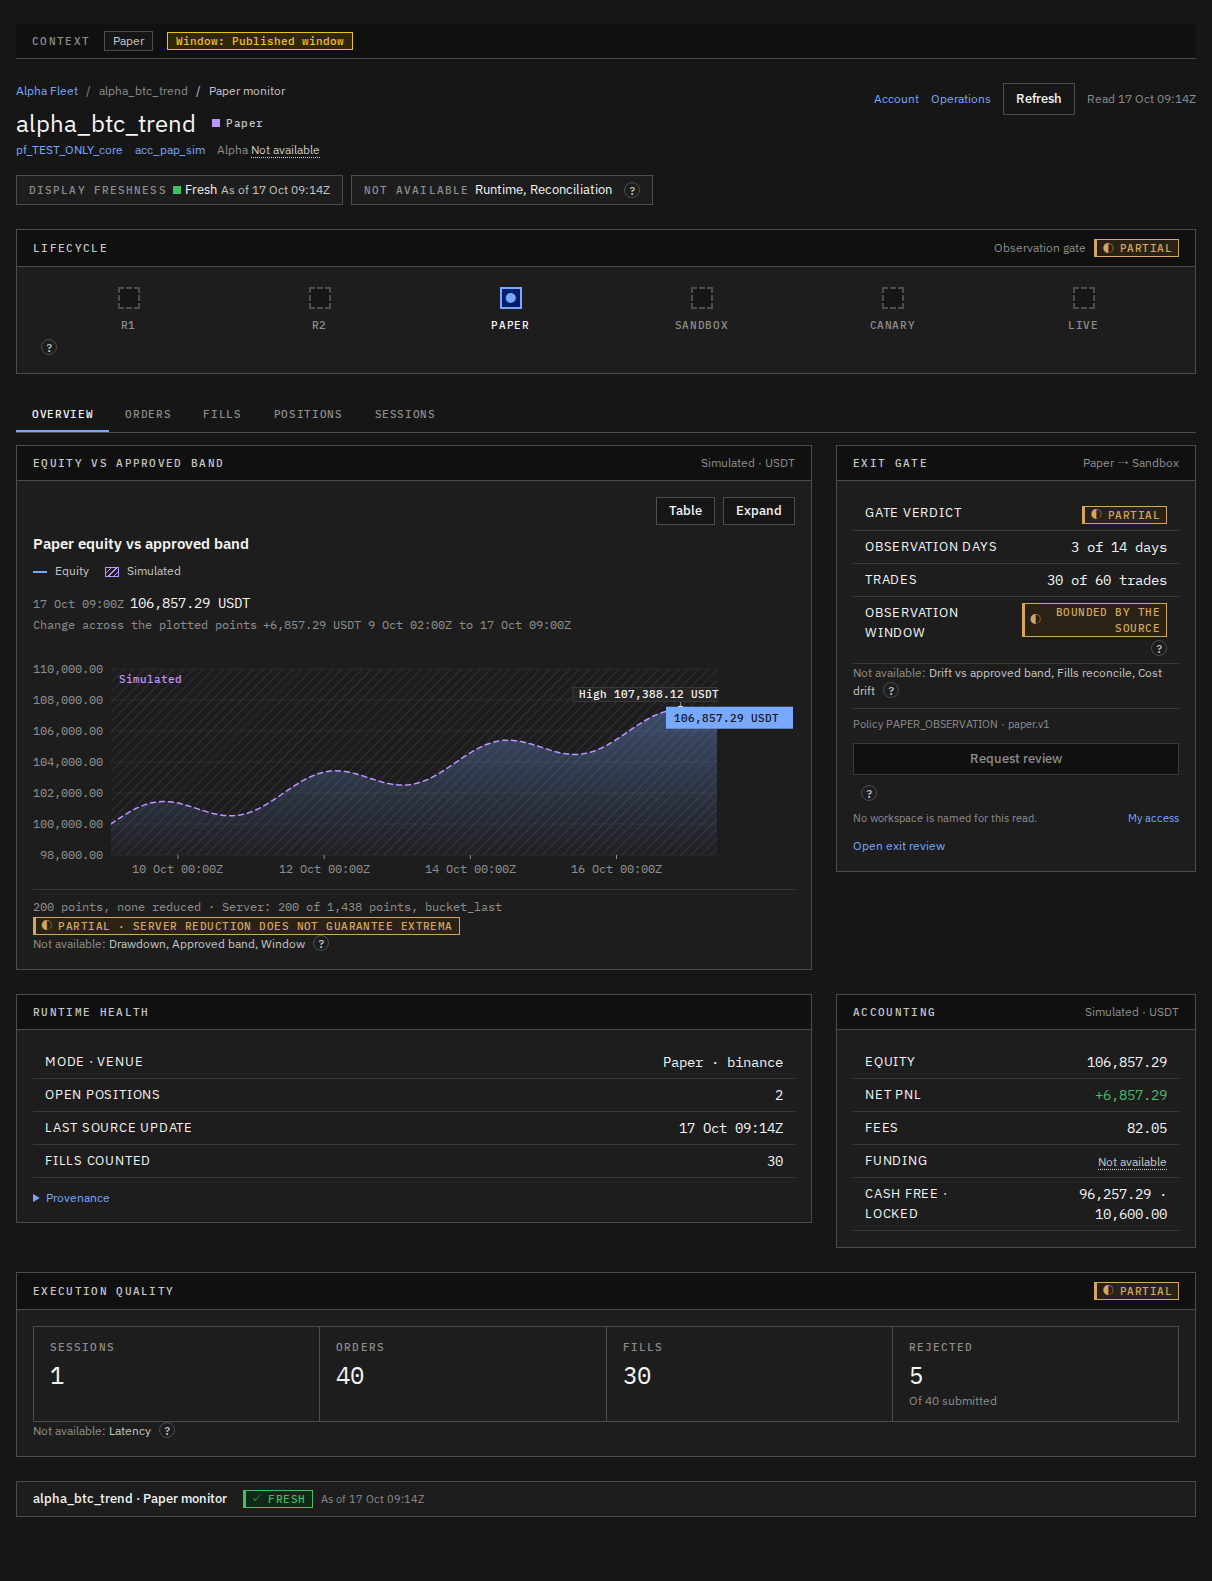 CONTEXT Paper Window: Published window
Alpha Fleet / alpha_btc_trend / Paper monitor
Account Operations Refresh Read 17 Oct 09:14Z
alpha_btc_trend Paper
pf_TEST_ONLY_core acc_pap_sim Alpha Not available
DISPLAY FRESHNESS Fresh As of 17 Oct 09:14Z NOT AVAILABLE Runtime, Reconciliation ?
LIFECYCLE Observation gate PARTIAL
R1 R2 PAPER SANDBOX CANARY LIVE
?
OVERVIEW ORDERS FILLS POSITIONS SESSIONS
EQUITY VS APPROVED BAND Simulated · USDT
Table Expand
Paper equity vs approved band
Equity Simulated
17 Oct 09:00Z 106,857.29 USDT
Change across the plotted points +6,857.29 USDT 9 Oct 02:00Z to 17 Oct 09:00Z
110,000.00
Simulated
High 107,388.12 USDT
108,000.00
106,857.29 USDT
106,000.00
104,000.00
102,000.00
100,000.00
98,000.00
10 Oct 00:00Z 12 Oct 00:00Z 14 Oct 00:00Z 16 Oct 00:00Z
200 points, none reduced · Server: 200 of 1,438 points, bucket_last
PARTIAL · SERVER REDUCTION DOES NOT GUARANTEE EXTREMA
Not available: Drawdown, Approved band, Window ?
EXIT GATE Paper → Sandbox
GATE VERDICT PARTIAL
OBSERVATION DAYS 3 of 14 days
TRADES 30 of 60 trades
OBSERVATION WINDOW
BOUNDED BY THE
SOURCE
?
Not available: Drift vs approved band, Fills reconcile, Cost
drift ?
Policy PAPER_OBSERVATION · paper.v1
Request review
?
No workspace is named for this read. My access
Open exit review
RUNTIME HEALTH
MODE · VENUE Paper · binance
OPEN POSITIONS 2
LAST SOURCE UPDATE 17 Oct 09:14Z
FILLS COUNTED 30
Provenance
ACCOUNTING Simulated · USDT
EQUITY 106,857.29
NET PNL +6,857.29
FEES 82.05
FUNDING Not available
CASH FREE · 96,257.29 ·
LOCKED 10,600.00
EXECUTION QUALITY PARTIAL
SESSIONS ORDERS FILLS REJECTED
1 40 30 5
Of 40 submitted
Not available: Latency ?
alpha_btc_trend · Paper monitor ✓ FRESH As of 17 Oct 09:14Z